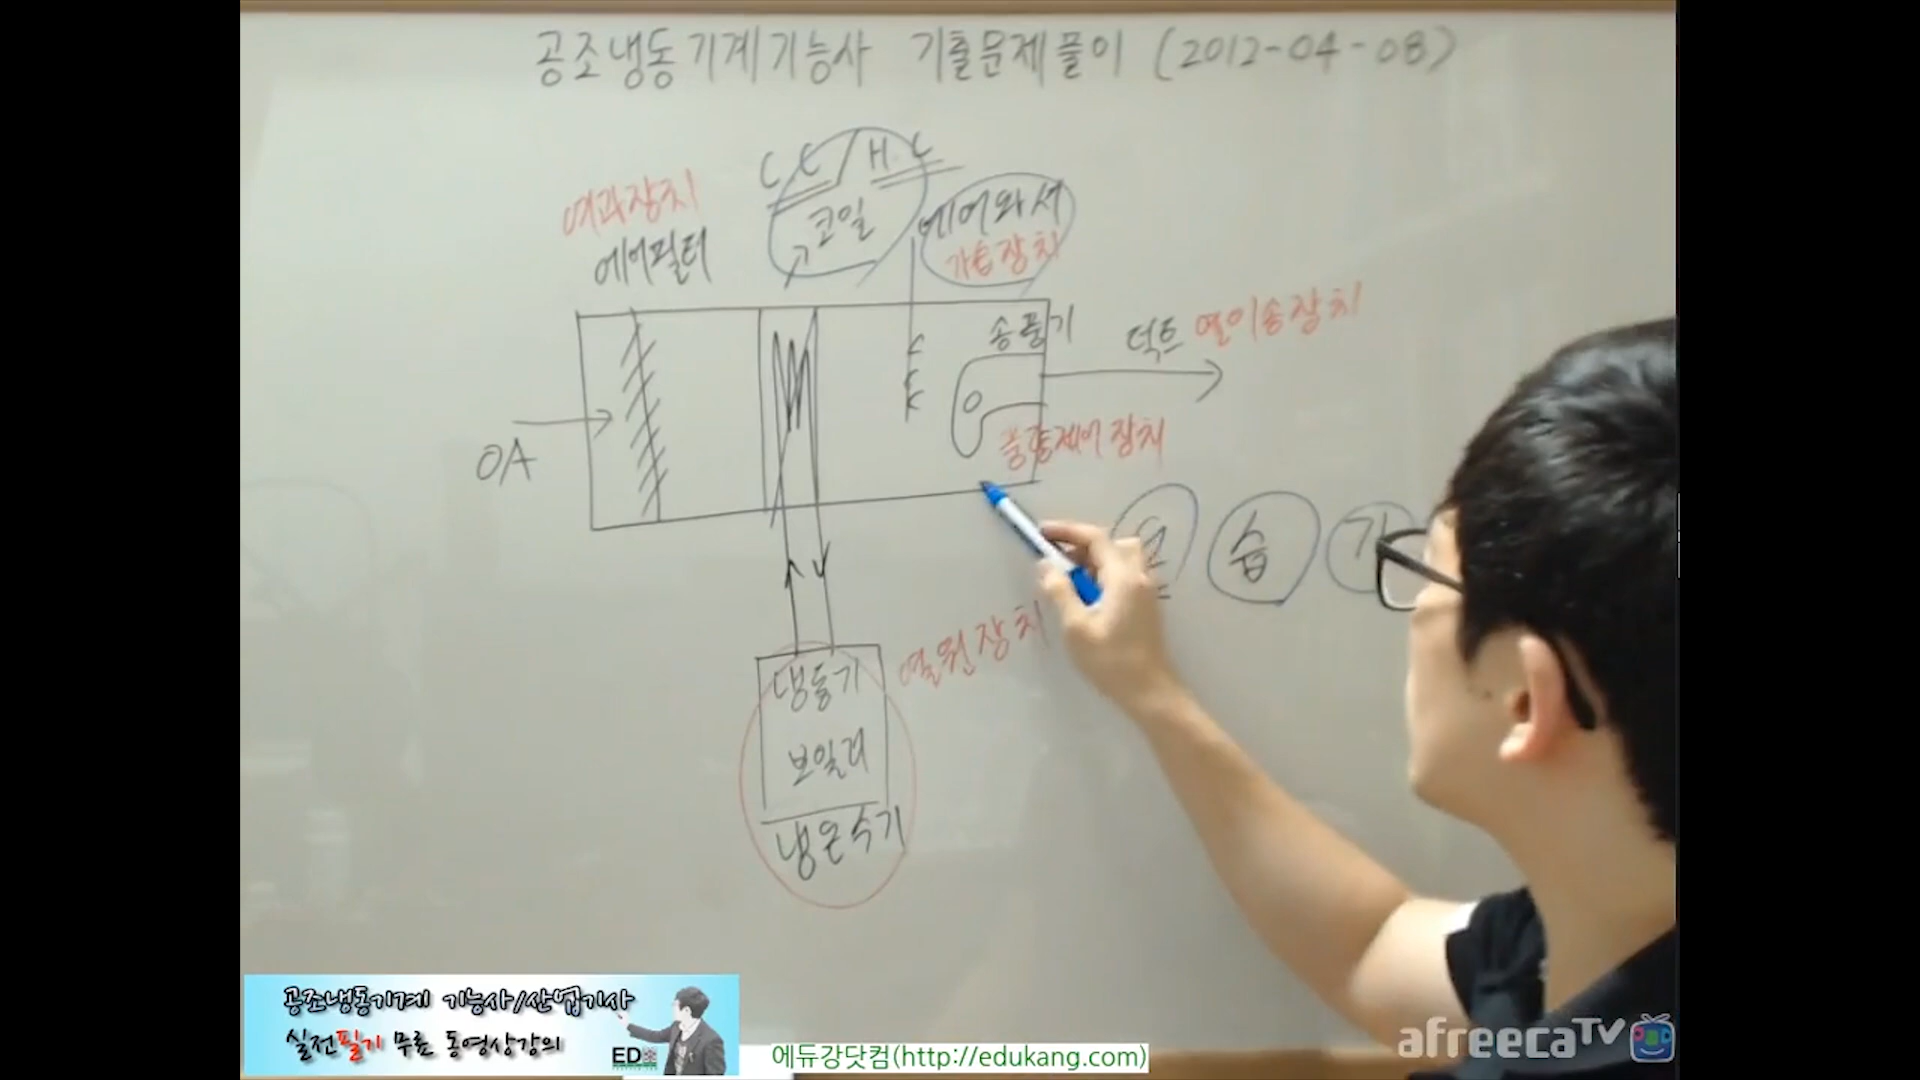 공조냉동기계기능사 기출문제풀이 (2012-04-08)
C.C / H.C
여과장치
에어필터
코일
에어와셔
가습장치
송풍기
덕트 열이송장치
OA
풍량제어장치
온 습 기
열원장치
냉동기
보일러
냉온수기
공조냉동기계 기능사/산업기사
실전필기 무료 동영상강의
에듀강닷컴(http://edukang.com)
afreecaTV